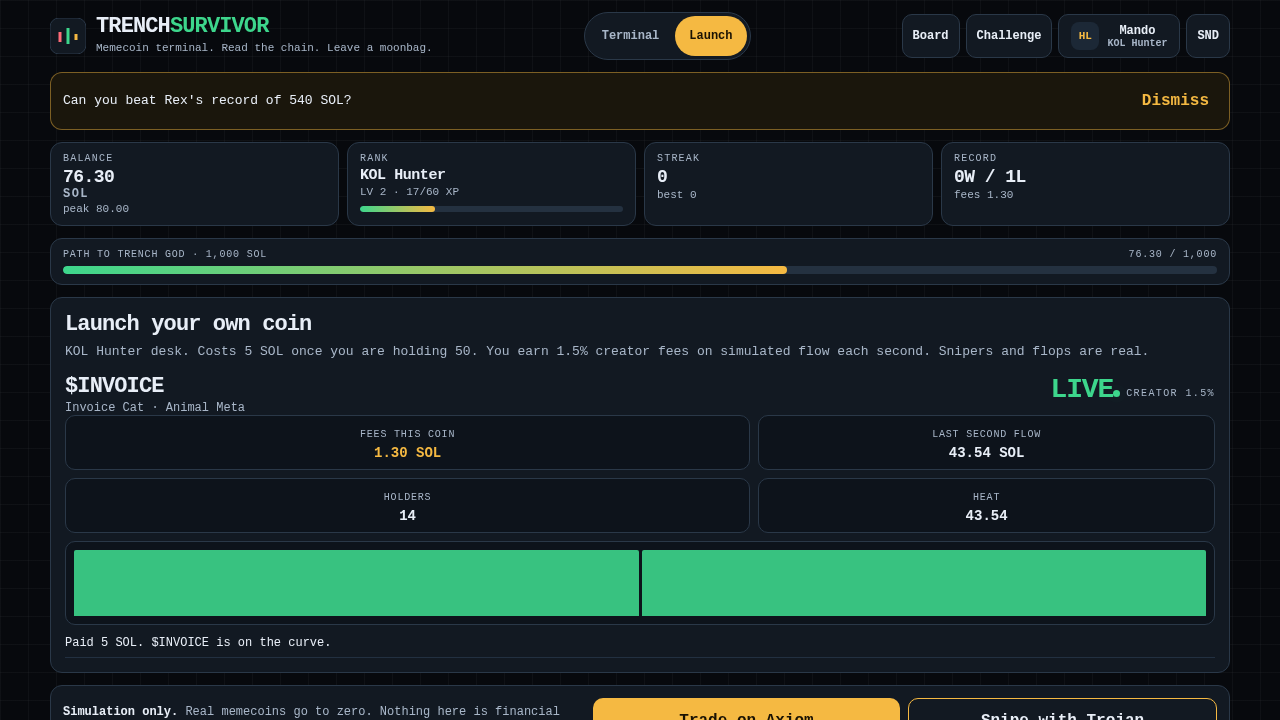 TRENCHSURVIVOR
Memecoin terminal. Read the chain. Leave a moonbag.
Terminal
Launch
Board
Challenge
HL
Mando
KOL Hunter
SND
Can you beat Rex's record of 540 SOL?
Dismiss
BALANCE
76.30
SOL
peak 80.00
RANK
KOL Hunter
LV 2 · 17/60 XP
STREAK
0
best 0
RECORD
0W / 1L
fees 1.30
PATH TO TRENCH GOD · 1,000 SOL
76.30 / 1,000
Launch your own coin
KOL Hunter desk. Costs 5 SOL once you are holding 50. You earn 1.5% creator fees on simulated flow each second. Snipers and flops are real.
$INVOICE
Invoice Cat · Animal Meta
LIVE
CREATOR 1.5%
FEES THIS COIN
1.30 SOL
LAST SECOND FLOW
43.54 SOL
HOLDERS
14
HEAT
43.54
Paid 5 SOL. $INVOICE is on the curve.
Simulation only. Real memecoins go to zero. Nothing here is financial
Trade on Axiom
Snipe with Trojan